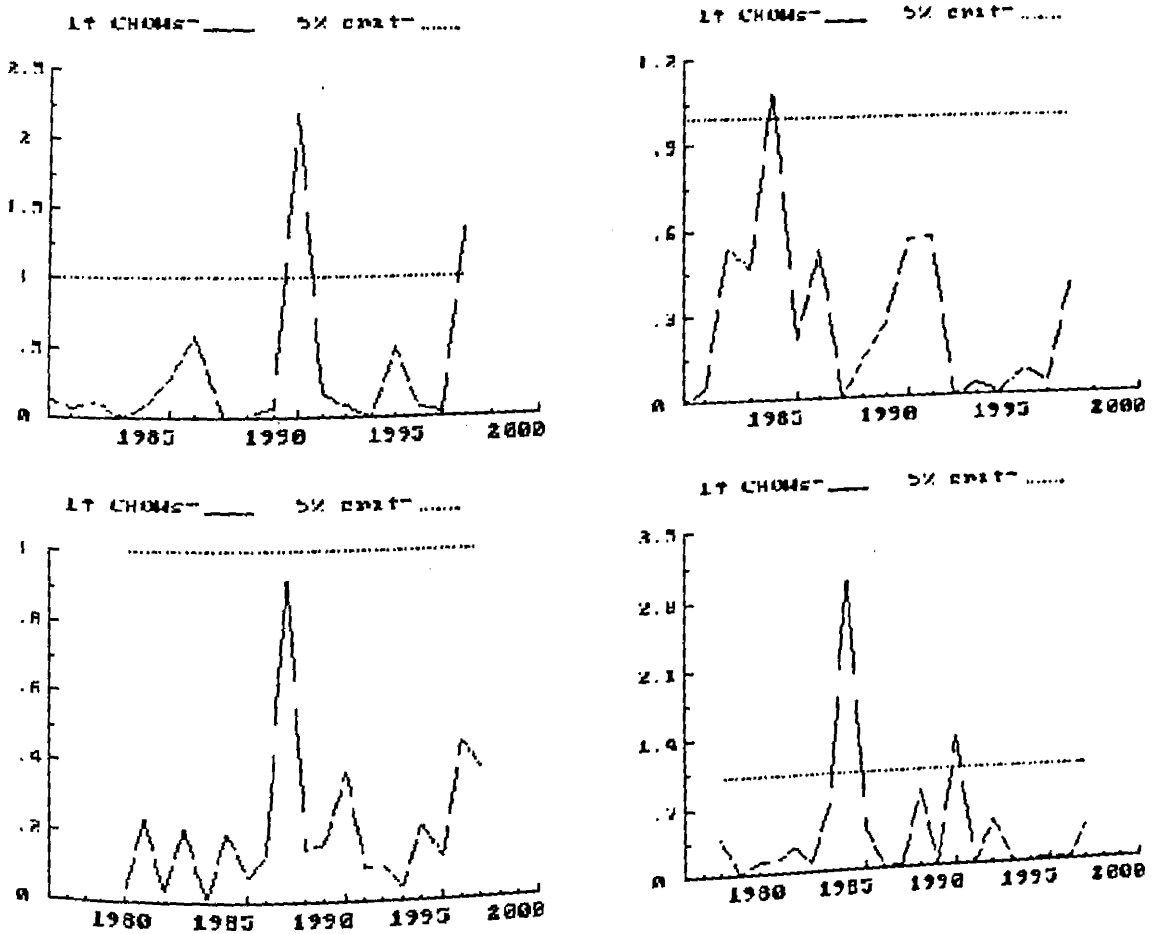 1↑ CHOWs-____ 5% crit-......
2.5
2
1.5
1
.5
0
1985 1990 1995 2000
1↑ CHOWs-____ 5% crit-......
1.2
.9
.6
.3
0
1985 1990 1995 2000
1↑ CHOWs-____ 5% crit-......
1
.8
.6
.4
.2
0
1980 1985 1990 1995 2000
1↑ CHOWs-____ 5% crit-......
3.5
2.8
2.1
1.4
.7
0
1980 1985 1990 1995 2000